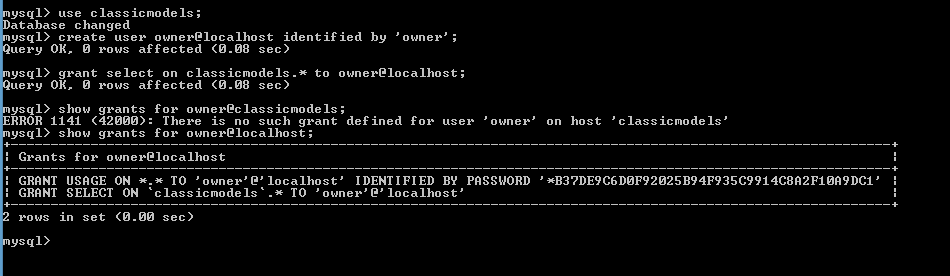 mysql> use classicmodels;
Database changed
mysql> create user owner@localhost identified by 'owner';
Query OK, 0 rows affected (0.08 sec)
mysql> grant select on classicmodels.* to owner@localhost;
Query OK, 0 rows affected (0.08 sec)
mysql> show grants for owner@classicmodels;
ERROR 1141 (42000): There is no such grant defined for user 'owner' on host 'classicmodels'
mysql> show grants for owner@localhost;
+--------------------------------------------------------------------------------------------------------------+
| Grants for owner@localhost |
+--------------------------------------------------------------------------------------------------------------+
| GRANT USAGE ON *.* TO 'owner'@'localhost' IDENTIFIED BY PASSWORD '*B37DE9C6D0F92025B94F935C9914C8A2F10A9DC1' |
| GRANT SELECT ON `classicmodels`.* TO 'owner'@'localhost' |
+--------------------------------------------------------------------------------------------------------------+
2 rows in set (0.00 sec)
mysql>